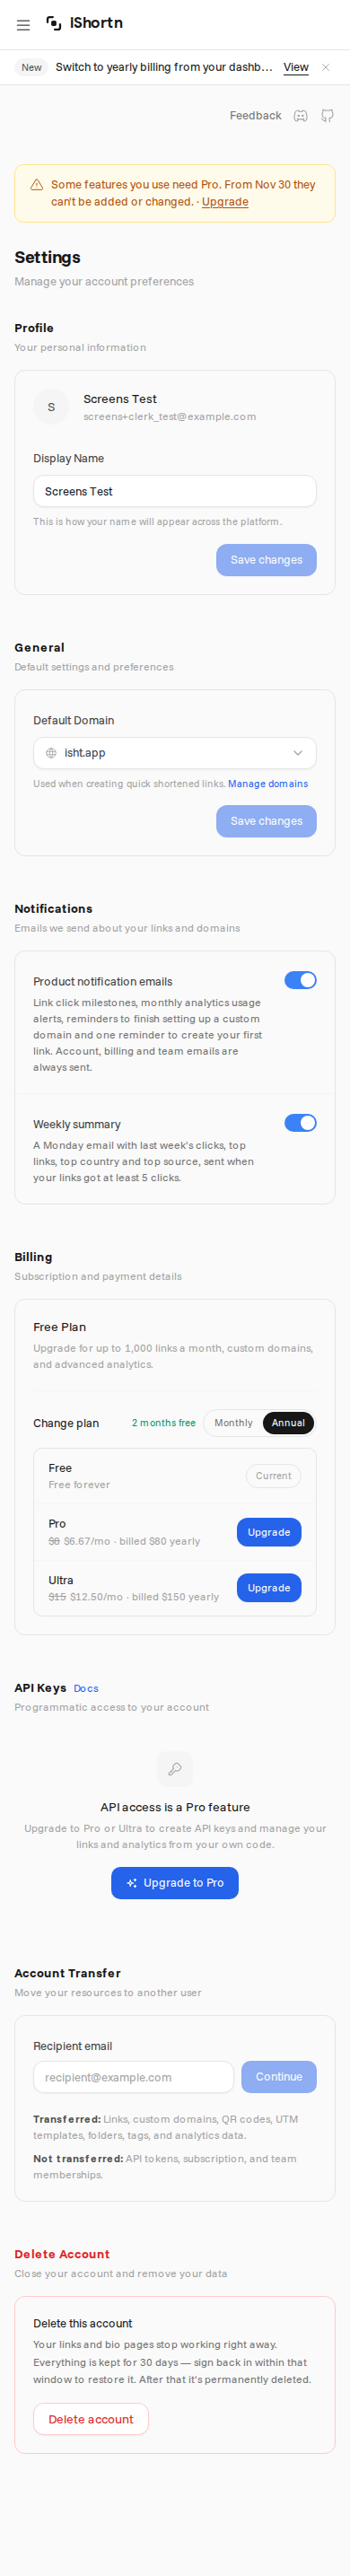 IShortn
New Switch to yearly billing from your dashb... View
Feedback
Some features you use need Pro. From Nov 30 they
can't be added or changed. · Upgrade
Settings
Manage your account preferences
Profile
Your personal information
S
Screens Test
screens+clerk_test@example.com
Display Name
Screens Test
This is how your name will appear across the platform.
Save changes
General
Default settings and preferences
Default Domain
isht.app
Used when creating quick shortened links. Manage domains
Save changes
Notifications
Emails we send about your links and domains
Product notification emails
Link click milestones, monthly analytics usage
alerts, reminders to finish setting up a custom
domain and one reminder to create your first
link. Account, billing and team emails are
always sent.
Weekly summary
A Monday email with last week's clicks, top
links, top country and top source, sent when
your links got at least 5 clicks.
Billing
Subscription and payment details
Free Plan
Upgrade for up to 1,000 links a month, custom domains,
and advanced analytics.
Change plan 2 months free Monthly Annual
Free
Free forever
Current
Pro
$8 $6.67/mo · billed $80 yearly
Upgrade
Ultra
$15 $12.50/mo · billed $150 yearly
Upgrade
API Keys Docs
Programmatic access to your account
API access is a Pro feature
Upgrade to Pro or Ultra to create API keys and manage your
links and analytics from your own code.
Upgrade to Pro
Account Transfer
Move your resources to another user
Recipient email
recipient@example.com Continue
Transferred: Links, custom domains, QR codes, UTM
templates, folders, tags, and analytics data.
Not transferred: API tokens, subscription, and team
memberships.
Delete Account
Close your account and remove your data
Delete this account
Your links and bio pages stop working right away.
Everything is kept for 30 days — sign back in within that
window to restore it. After that it's permanently deleted.
Delete account